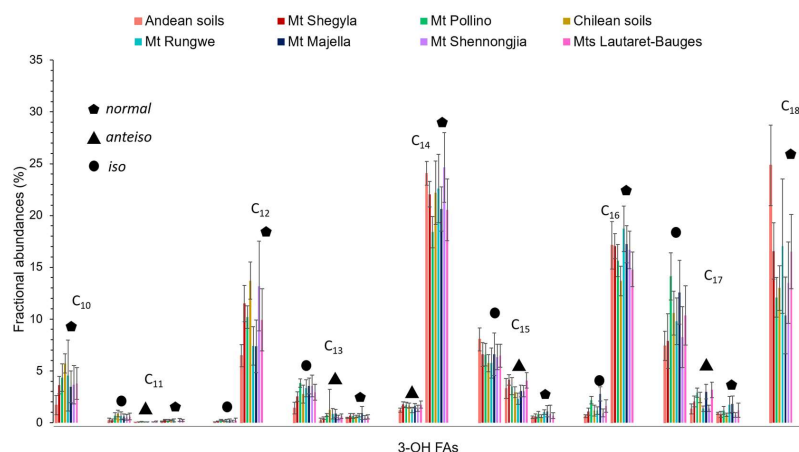 Andean soils Mt Shegyla Mt Pollino Chilean soils
Mt Rungwe Mt Majella Mt Shennongjia Mts Lautaret-Bauges
Fractional abundances (%)
35
30
25
20
15
10
5
0
normal
anteiso
iso
C10
C11
C12
C13
C14
C15
C16
C17
C18
3-OH FAs